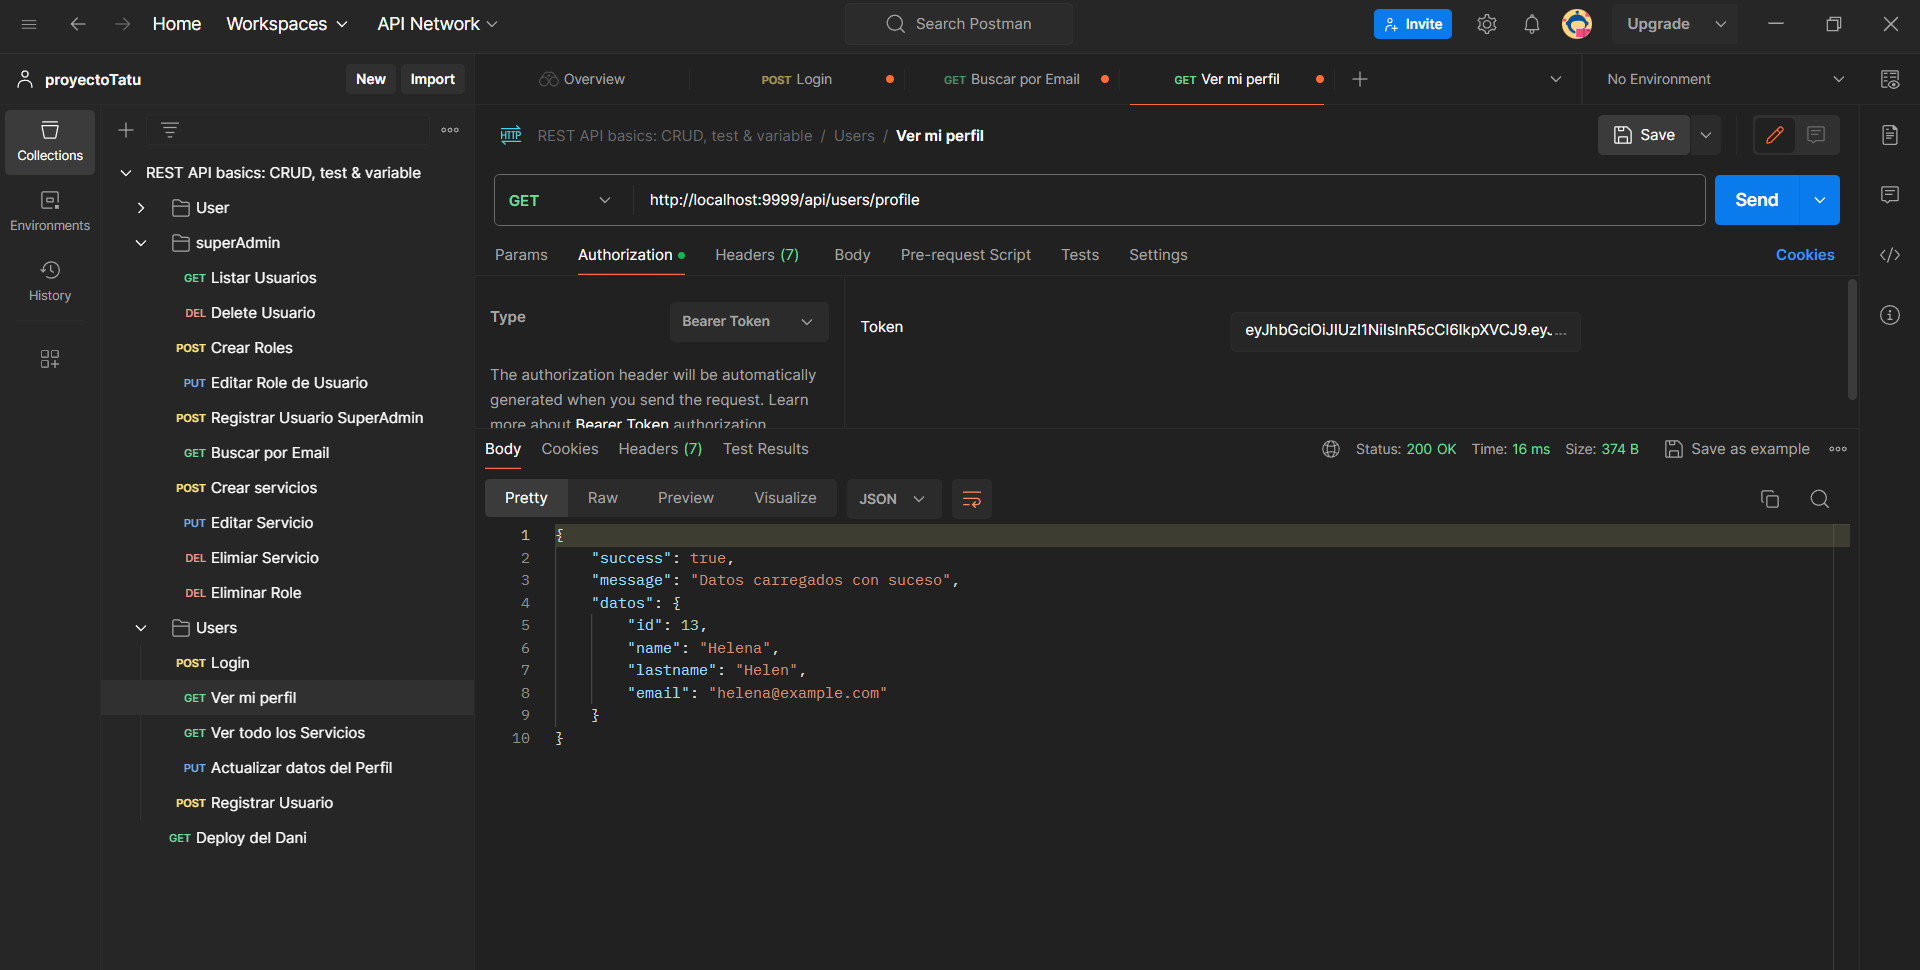 Home Workspaces API Network Search Postman Invite Upgrade
proyectoTatu New Import Overview POST Login GET Buscar por Email GET Ver mi perfil No Environment
Collections
Environments
History
REST API basics: CRUD, test & variable
User
superAdmin
GET Listar Usuarios
DEL Delete Usuario
POST Crear Roles
PUT Editar Role de Usuario
POST Registrar Usuario SuperAdmin
GET Buscar por Email
POST Crear servicios
PUT Editar Servicio
DEL Elimiar Servicio
DEL Eliminar Role
Users
POST Login
GET Ver mi perfil
GET Ver todo los Servicios
PUT Actualizar datos del Perfil
POST Registrar Usuario
GET Deploy del Dani
HTTP REST API basics: CRUD, test & variable / Users / Ver mi perfil Save
GET http://localhost:9999/api/users/profile Send
Params Authorization Headers (7) Body Pre-request Script Tests Settings Cookies
Type Bearer Token
The authorization header will be automatically
generated when you send the request. Learn
more about Bearer Token authorization
Token eyJhbGciOiJIUzI1NiIsInR5cCI6IkpXVCJ9.eyJ...
Body Cookies Headers (7) Test Results Status: 200 OK Time: 16 ms Size: 374 B Save as example
Pretty Raw Preview Visualize JSON
1 {
2 "success": true,
3 "message": "Datos carregados con suceso",
4 "datos": {
5 "id": 13,
6 "name": "Helena",
7 "lastname": "Helen",
8 "email": "helena@example.com"
9 }
10 }